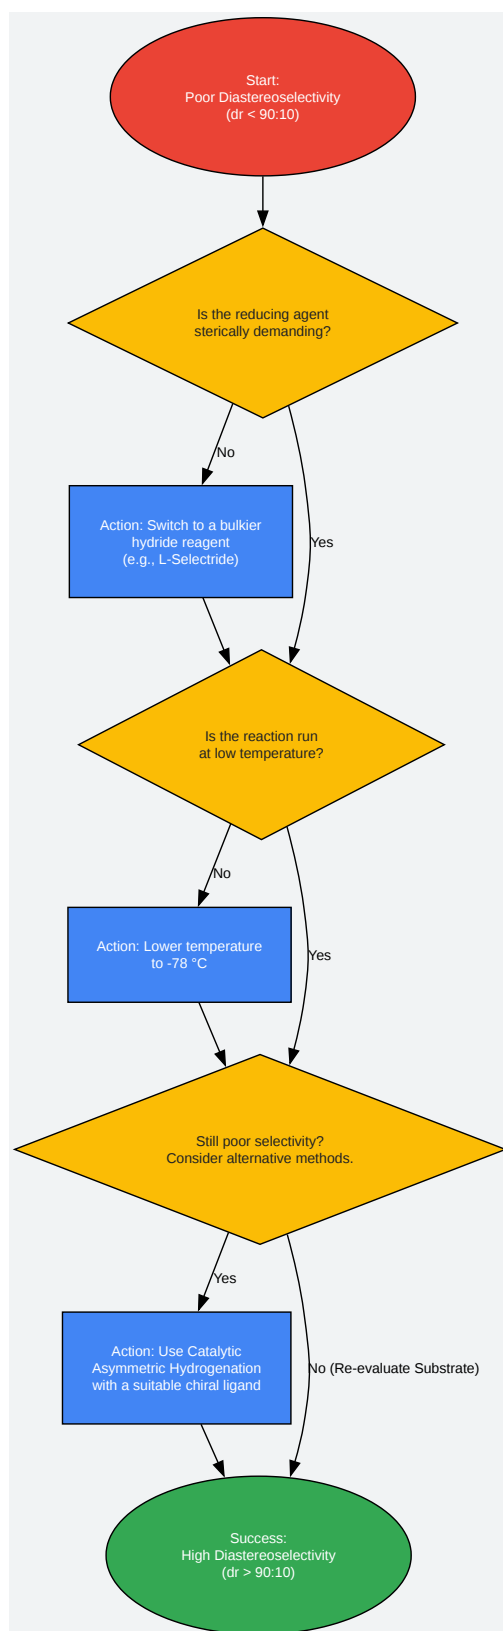 Start:
Poor Diastereoselectivity
(dr < 90:10)
Is the reducing agent
sterically demanding?
No
Action: Switch to a bulkier
hydride reagent
(e.g., L-Selectride)
Yes
Is the reaction run
at low temperature?
No
Action: Lower temperature
to -78 °C
Yes
Still poor selectivity?
Consider alternative methods.
Yes
Action: Use Catalytic
Asymmetric Hydrogenation
with a suitable chiral ligand
No (Re-evaluate Substrate)
Success:
High Diastereoselectivity
(dr > 90:10)